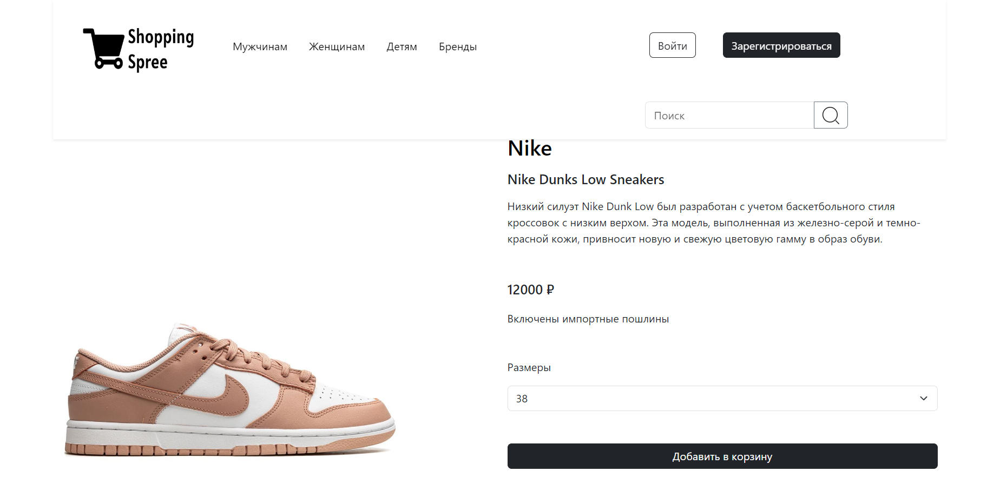 Shopping
Spree
Мужчинам Женщинам Детям Бренды
Войти
Зарегистрироваться
Поиск
Nike
Nike Dunks Low Sneakers
Низкий силуэт Nike Dunk Low был разработан с учетом баскетбольного стиля
кроссовок с низким верхом. Эта модель, выполненная из железно-серой и темно-
красной кожи, привносит новую и свежую цветовую гамму в образ обуви.
12000 ₽
Включены импортные пошлины
Размеры
38
Добавить в корзину